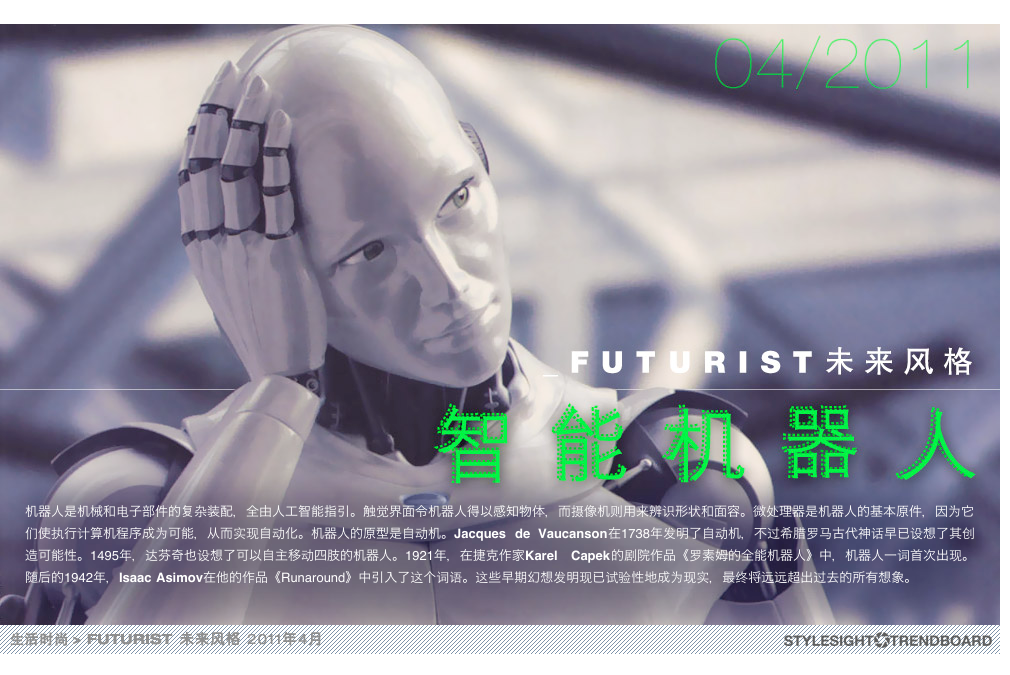 04/2011
_FUTURIST未来风格
智能机器人
机器人是机械和电子部件的复杂装配，全由人工智能指引。触觉界面令机器人得以感知物体，而摄像机则用来辨识形状和面容。微处理器是机器人的基本原件，因为它
们使执行计算机程序成为可能，从而实现自动化。机器人的原型是自动机。Jacques de Vaucanson在1738年发明了自动机，不过希腊罗马古代神话早已设想了其创
造可能性。1495年，达芬奇也设想了可以自主移动四肢的机器人。1921年，在捷克作家Karel Capek的剧院作品《罗素姆的全能机器人》中，机器人一词首次出现。
随后的1942年，Isaac Asimov在他的作品《Runaround》中引入了这个词语。这些早期幻想发明现已试验性地成为现实，最终将远远超出过去的所有想象。
生活时尚 > FUTURIST 未来风格 2011年4月
STYLESIGHT TRENDBOARD